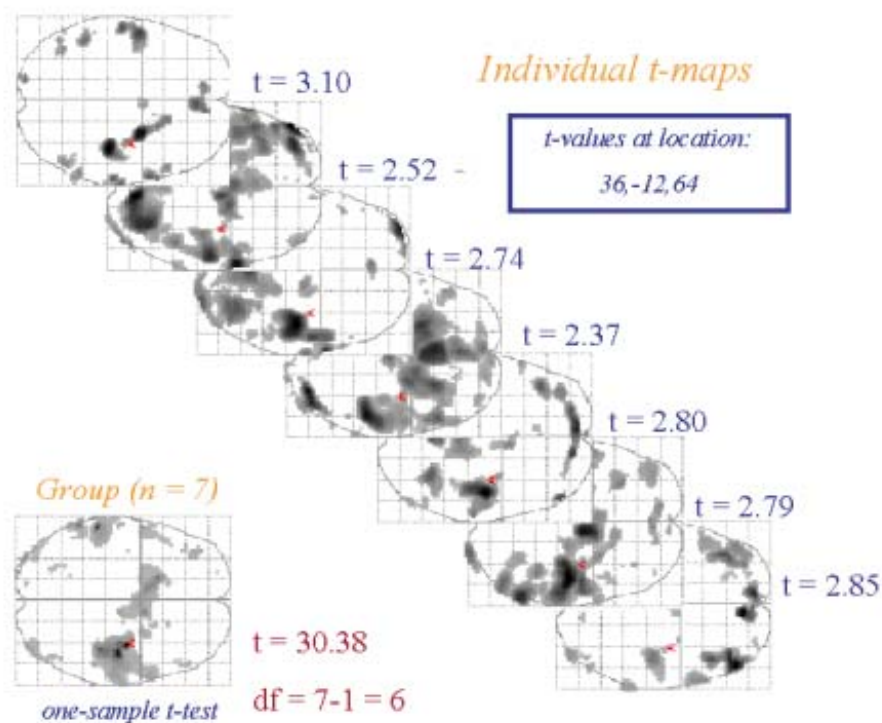 Individual t-maps
t-values at location:
36,-12,64
t = 3.10
t = 2.52
t = 2.74
t = 2.37
t = 2.80
t = 2.79
t = 2.85
Group (n = 7)
t = 30.38
df = 7-1 = 6
one-sample t-test